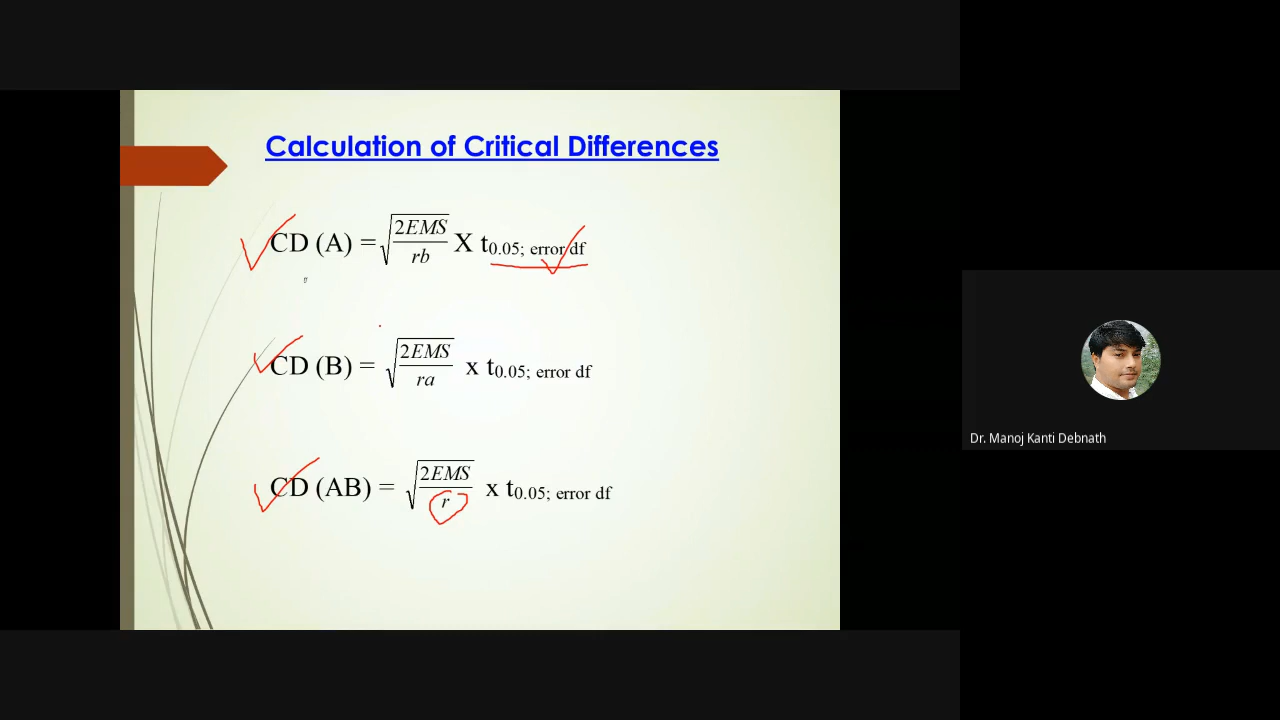 Calculation of Critical Differences
CD (A) = √(2EMS/rb) X t0.05; error df
CD (B) = √(2EMS/ra) x t0.05; error df
CD (AB) = √(2EMS/r) x t0.05; error df
Dr. Manoj Kanti Debnath